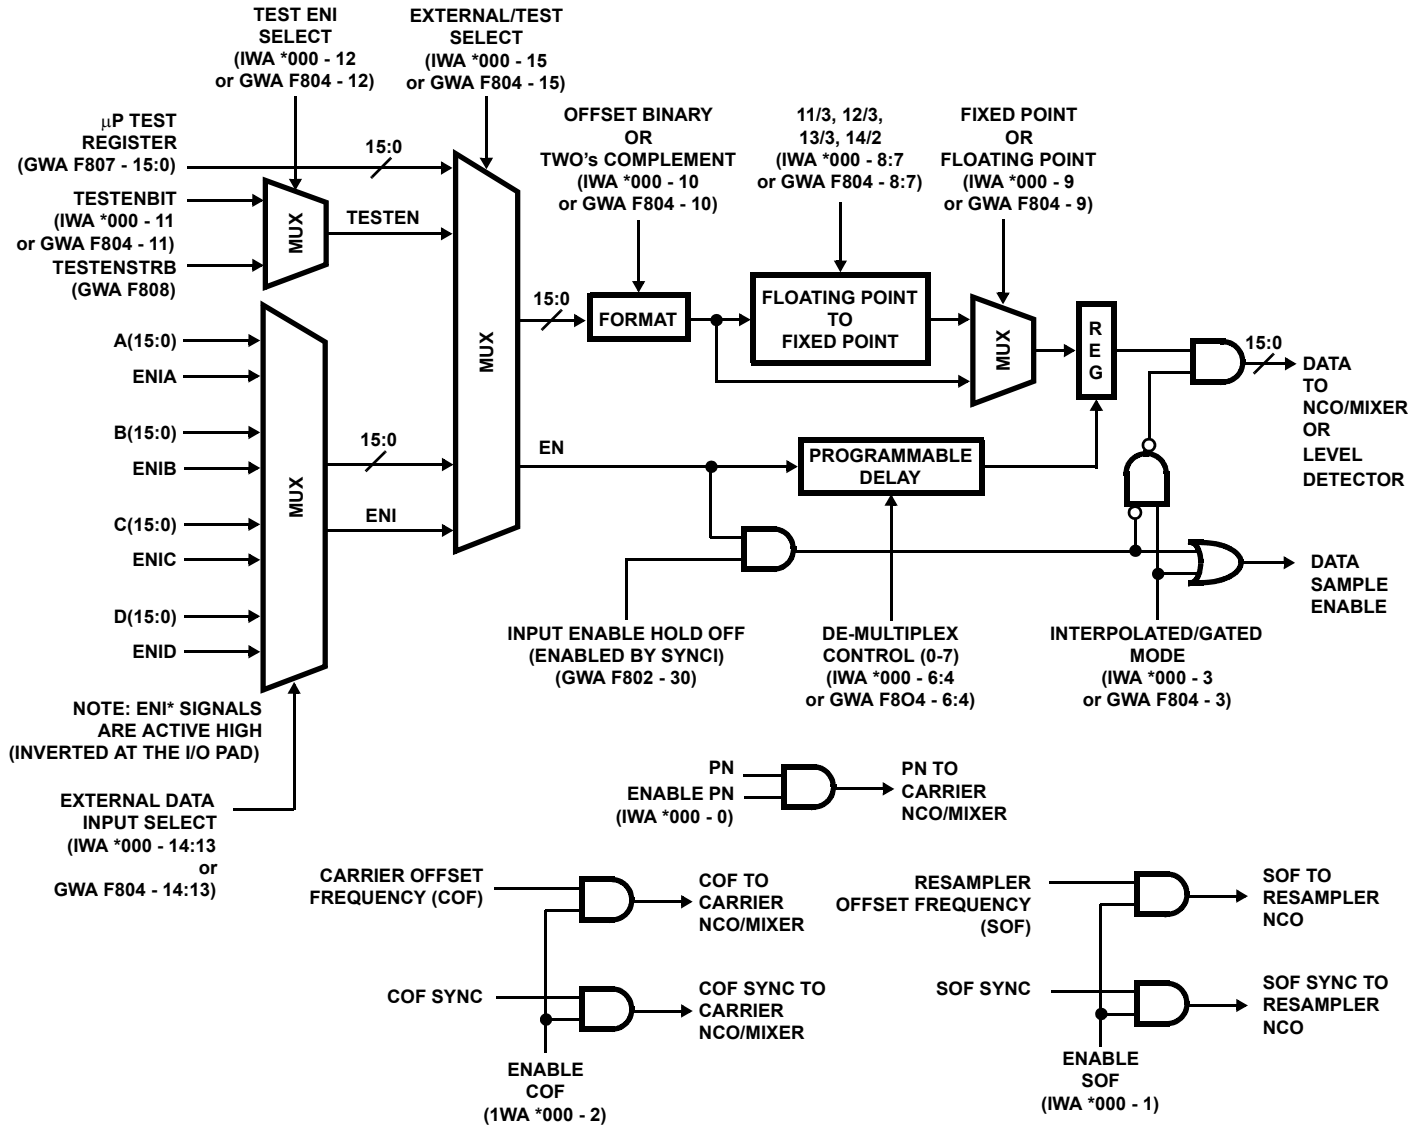 TEST ENI
SELECT
(IWA *000 - 12
or GWA F804 - 12)
EXTERNAL/TEST
SELECT
(IWA *000 - 15
or GWA F804 - 15)
µP TEST
REGISTER
(GWA F807 - 15:0)
15:0
OFFSET BINARY
OR
TWO's COMPLEMENT
(IWA *000 - 10
or GWA F804 - 10)
11/3, 12/3,
13/3, 14/2
(IWA *000 - 8:7
or GWA F804 - 8:7)
FIXED POINT
OR
FLOATING POINT
(IWA *000 - 9
or GWA F804 - 9)
TESTENBIT
(IWA *000 - 11
or GWA F804 - 11)
TESTENSTRB
(GWA F808)
MUX
TESTEN
A(15:0)
ENIA
B(15:0)
ENIB
C(15:0)
ENIC
D(15:0)
ENID
MUX
15:0
ENI
MUX
15:0
FORMAT
FLOATING POINT
TO
FIXED POINT
MUX
R
E
G
15:0
DATA
TO
NCO/MIXER
OR
LEVEL
DETECTOR
EN
PROGRAMMABLE
DELAY
DATA
SAMPLE
ENABLE
INPUT ENABLE HOLD OFF
(ENABLED BY SYNCI)
(GWA F802 - 30)
DE-MULTIPLEX
CONTROL (0-7)
(IWA *000 - 6:4
or GWA F8O4 - 6:4)
INTERPOLATED/GATED
MODE
(IWA *000 - 3
or GWA F804 - 3)
NOTE: ENI* SIGNALS
ARE ACTIVE HIGH
(INVERTED AT THE I/O PAD)
EXTERNAL DATA
INPUT SELECT
(IWA *000 - 14:13
or
GWA F804 - 14:13)
PN
ENABLE PN
(IWA *000 - 0)
PN TO
CARRIER
NCO/MIXER
CARRIER OFFSET
FREQUENCY (COF)
COF TO
CARRIER
NCO/MIXER
COF SYNC
COF SYNC TO
CARRIER
NCO/MIXER
ENABLE
COF
(1WA *000 - 2)
RESAMPLER
OFFSET FREQUENCY
(SOF)
SOF TO
RESAMPLER
NCO
SOF SYNC
SOF SYNC TO
RESAMPLER
NCO
ENABLE
SOF
(IWA *000 - 1)